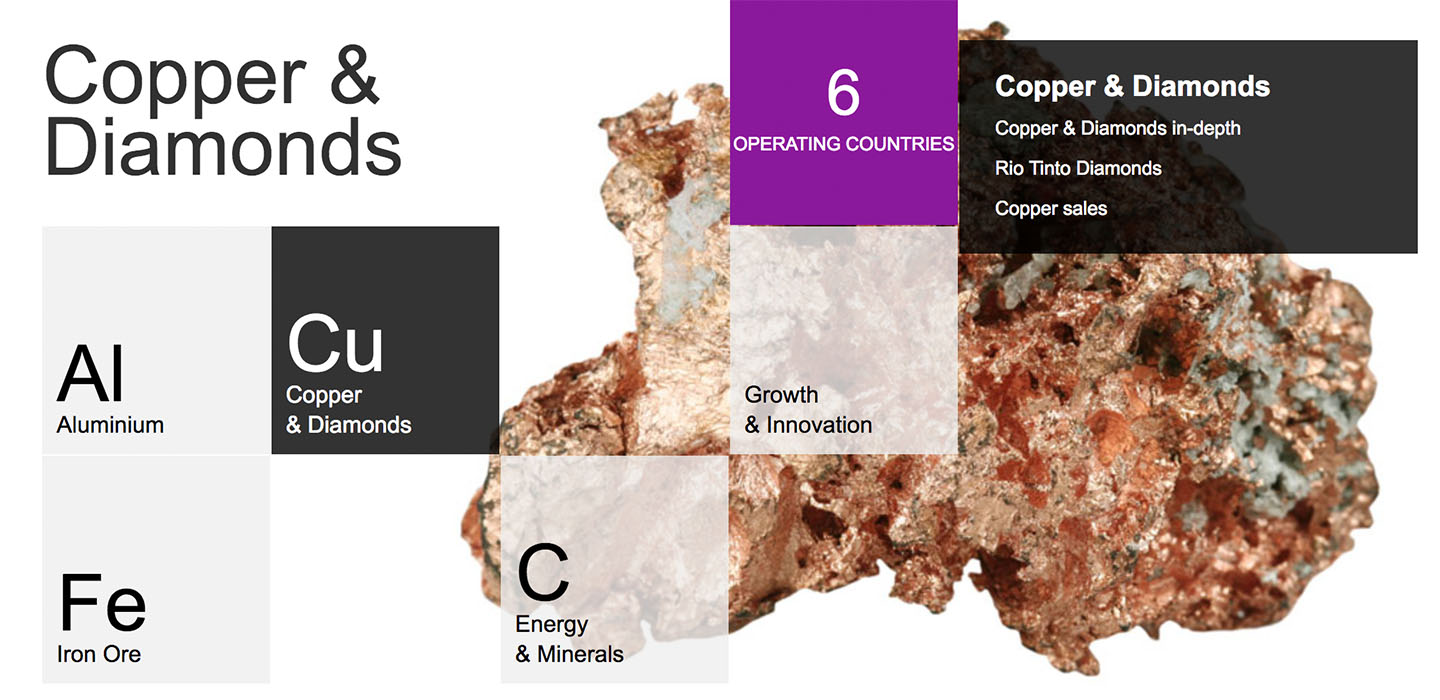 Copper &
Diamonds
6
OPERATING COUNTRIES
Copper & Diamonds
Copper & Diamonds in-depth
Rio Tinto Diamonds
Copper sales
Al
Aluminium
Cu
Copper
& Diamonds
Growth
& Innovation
Fe
Iron Ore
C
Energy
& Minerals